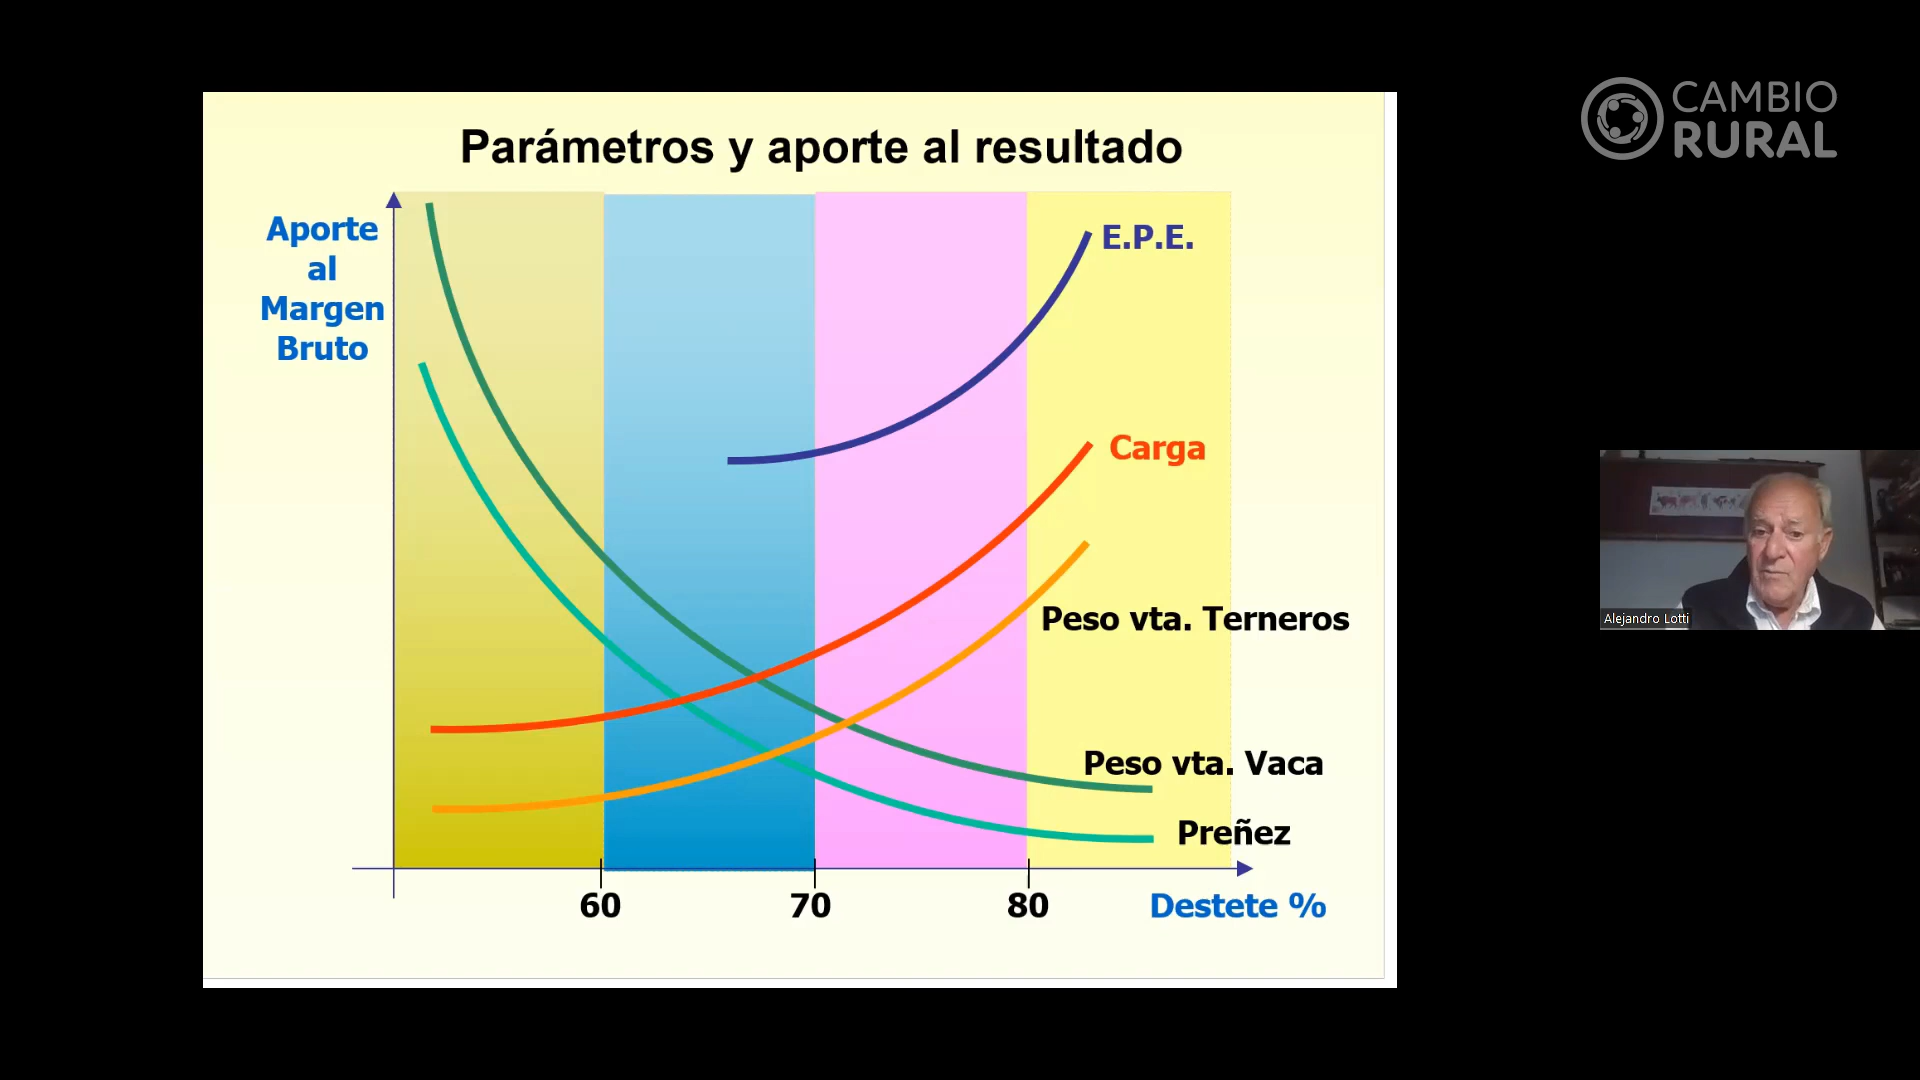 CAMBIO
RURAL
Parámetros y aporte al resultado
Aporte
al
Margen
Bruto
E.P.E.
Carga
Peso vta. Terneros
Peso vta. Vaca
Preñez
60
70
80
Destete %
Alejandro Lotti